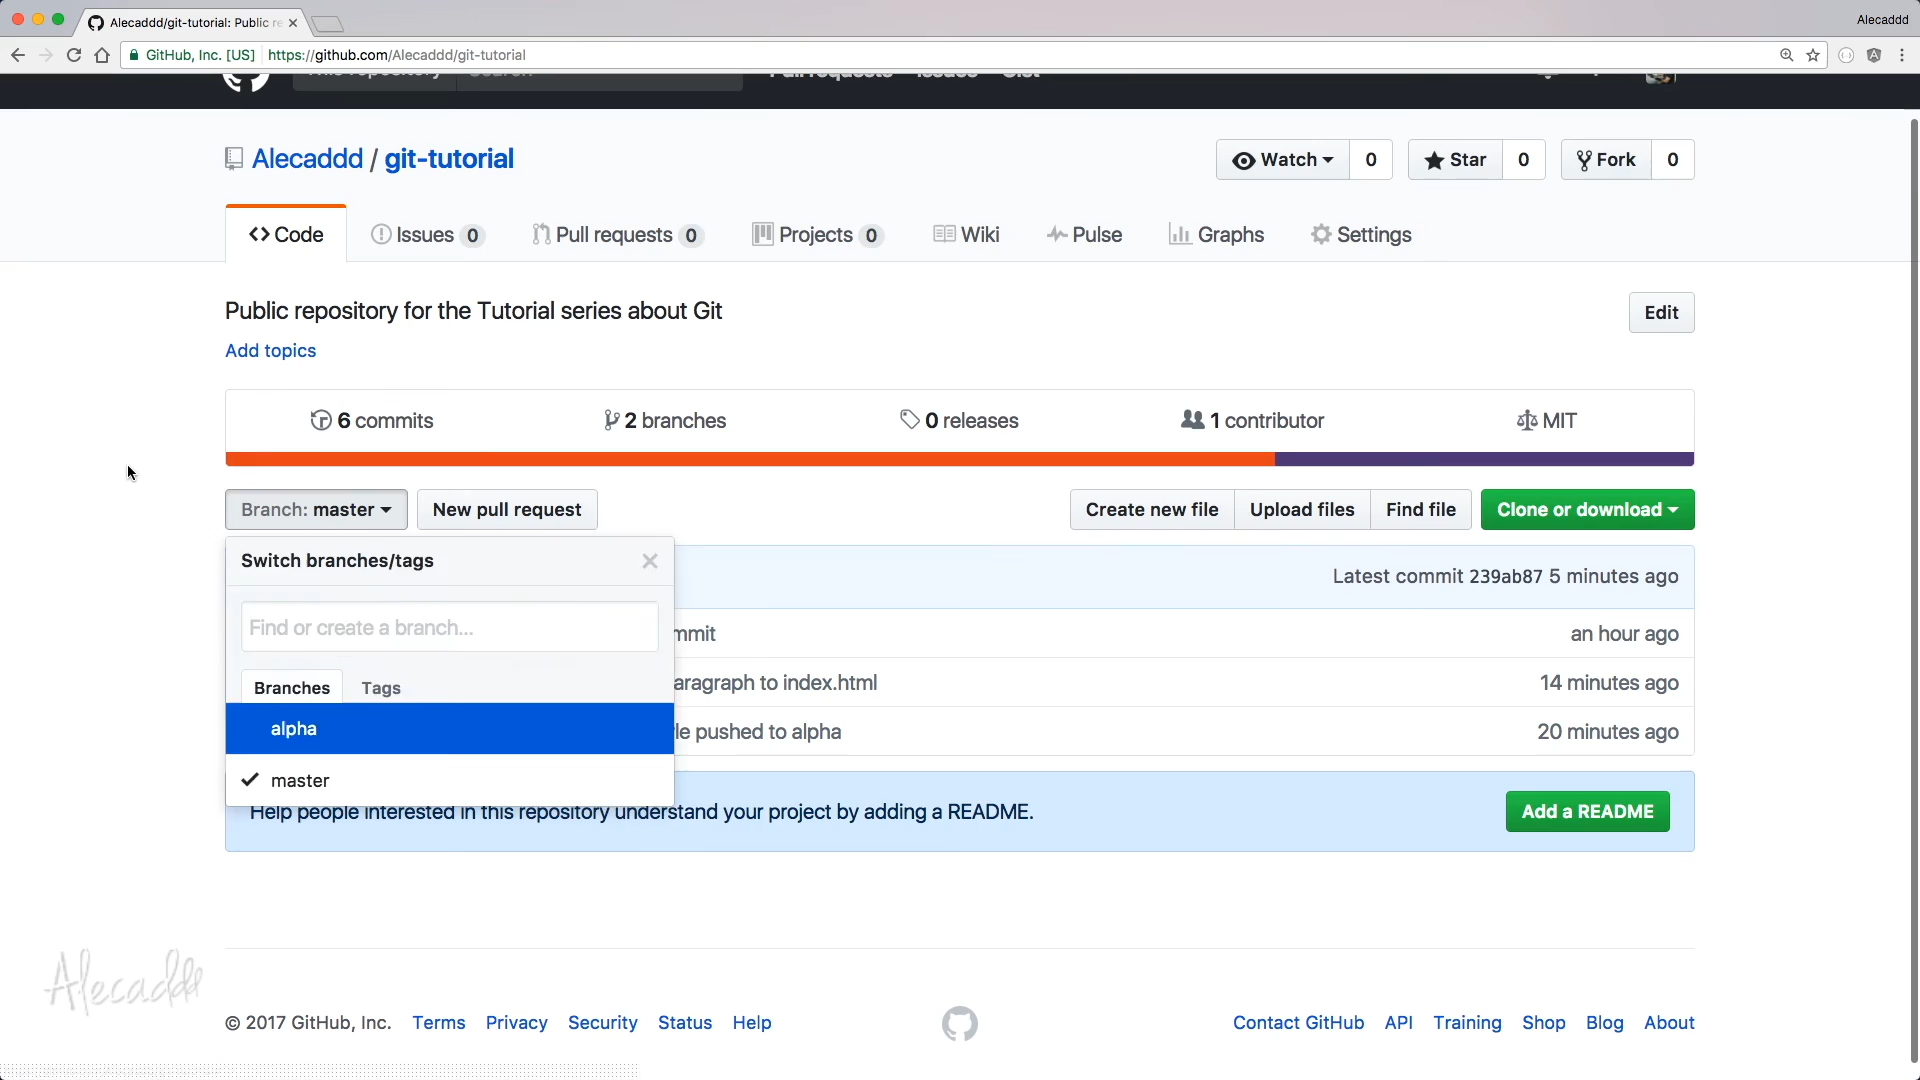 Alecaddd/git-tutorial: Public re
Alecaddd
GitHub, Inc. [US] https://github.com/Alecaddd/git-tutorial
Alecaddd / git-tutorial
Watch 0 Star 0 Fork 0
Code Issues 0 Pull requests 0 Projects 0 Wiki Pulse Graphs Settings
Public repository for the Tutorial series about Git
Edit
Add topics
6 commits 2 branches 0 releases 1 contributor MIT
Branch: master New pull request Create new file Upload files Find file Clone or download
Switch branches/tags
Latest commit 239ab87 5 minutes ago
Find or create a branch...
mmit an hour ago
Branches Tags
aragraph to index.html 14 minutes ago
alpha
le pushed to alpha 20 minutes ago
master
Help people interested in this repository understand your project by adding a README.
Add a README
Alecaddd
© 2017 GitHub, Inc. Terms Privacy Security Status Help Contact GitHub API Training Shop Blog About